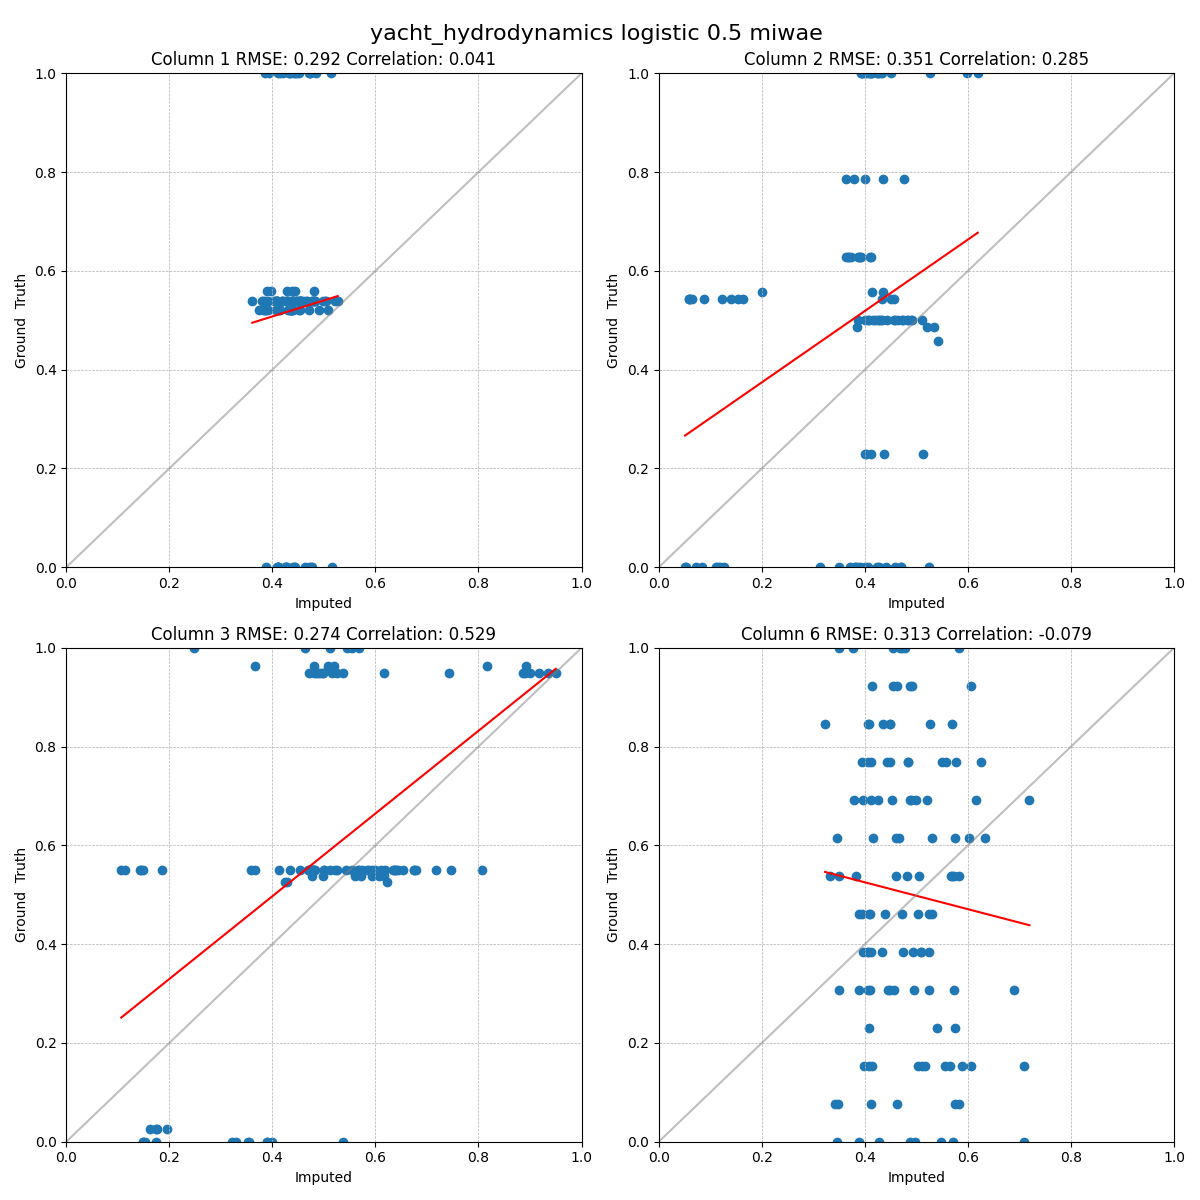 yacht_hydrodynamics logistic 0.5 miwae
Column 1 RMSE: 0.292 Correlation: 0.041
Column 2 RMSE: 0.351 Correlation: 0.285
1.0
0.8
0.6
0.4
0.2
0.0
Ground Truth
0.0 0.2 0.4 0.6 0.8 1.0
Imputed
1.0
0.8
0.6
0.4
0.2
0.0
Ground Truth
0.0 0.2 0.4 0.6 0.8 1.0
Imputed
Column 3 RMSE: 0.274 Correlation: 0.529
Column 6 RMSE: 0.313 Correlation: -0.079
1.0
0.8
0.6
0.4
0.2
0.0
Ground Truth
0.0 0.2 0.4 0.6 0.8 1.0
Imputed
1.0
0.8
0.6
0.4
0.2
0.0
Ground Truth
0.0 0.2 0.4 0.6 0.8 1.0
Imputed